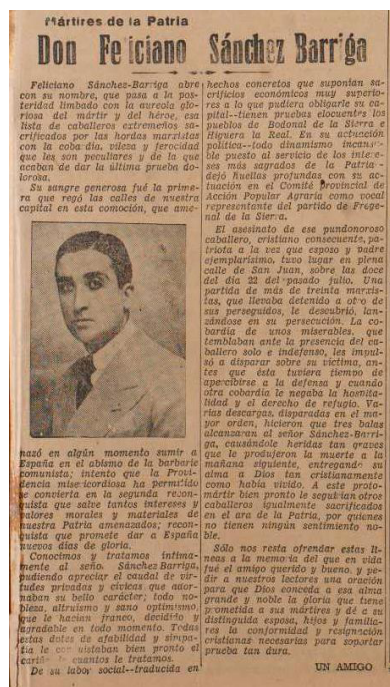 Mártires de la Patria
Don Feliciano Sánchez Barriga
Feliciano Sánchez-Barriga abre
con su nombre, que pasa a la pos-
teridad limbado con la aureola glo-
riosa del mártir y del héroe, esa
lista de caballeros extremeños sa-
crificados por las hordas marxistas
con la cobardía, vileza y ferocidad
que les son peculiares y de la que
acaban de dar la última prueba do-
lorosa.
Su sangre generosa fué la prime-
ra que regó las calles de nuestra
capital en esta comoción, que ame-
nazó en algún momento sumir a
España en el abismo de la barbarie
comunista; intento que la Provi-
dencia misericordiosa ha permitido
se convierta en la segunda recon-
quista que salve tantos intereses y
valores morales y materiales de
nuestra Patria amenazados; recon-
quista que promete dar a España
nuevos días de gloria.
Conocimos y tratamos íntima-
mente al seño. Sánchez Barriga,
pudiendo apreciar el caudal de vir-
tudes privadas y cívicas que ador-
naban su bello carácter; todo no-
bleza, altruismo y sano optimismo,
que le hacían franco, decidido y
agradable en todo momento. Todas
estas dotes de afabilidad y simpa-
tía le conquistaban bien pronto el
cariño de cuantos le tratamos.
De su labor social--traducida en
hechos concretos que suponían sa-
crificios económicos muy superio-
res a lo que pudiera obligarle su ca-
pital--tienen pruebas elocuentes los
pueblos de Bodonal de la Sierra e
Higuera la Real. En su actuación
política--todo dinamismo incansa-
ble puesto al servicio de los intere-
ses más sagrados de la Patria--
dejó huellas profundas con su ac-
tuación en el Comité Provincial de
Acción Popular Agraria como vocal
representante del partido de Frege-
nal de la Sierra.
El asesinato de ese pundonoroso
caballero, cristiano consecuente, pa-
triota a la vez que esposo y padre
ejemplarísimo, tuvo lugar en plena
calle de San Juan, sobre las doce
del día 22 del pasado julio. Una
partida de más de treinta marxis-
tas, que llevaba detenido a otro de
sus perseguidos, le descubrió, lan-
zándose en su persecución. La co-
bardía de unos miserables, que
temblaban ante la presencia del ca-
ballero solo e indefenso, les impul-
só a disparar sobre su víctima, an-
tes que ésta tuviera tiempo de
apercibirse a la defensa y cuando
otra cobardía le negaba la hospita-
lidad y el derecho de refugio. Va-
rias descargas, disparadas en el ma-
yor orden, hicieron que tres balas
alcanzaran al señor Sánchez-Barri-
ga, causándole heridas tan graves
que le produjeron la muerte a la
mañana siguiente, entregando su
alma a Dios tan cristianamente
como había vivido. A este proto-
mártir bien pronto le seguirían otros
caballeros igualmente sacrificados
en el ara de la Patria, por quienes
no tienen ningún sentimiento no-
ble.
Sólo nos resta ofrendar estas lí-
neas a la memoria del que en vida
fué el amigo querido y bueno, y pe-
dir a nuestros lectores una oración
para que Dios conceda a esa alma
grande y noble la gloria que tiene
prometida a sus mártires y dé a su
distinguida esposa, hijos y familia-
res la conformidad y resignación
cristianas necesarias para soportar
prueba tan dura.
UN AMIGO